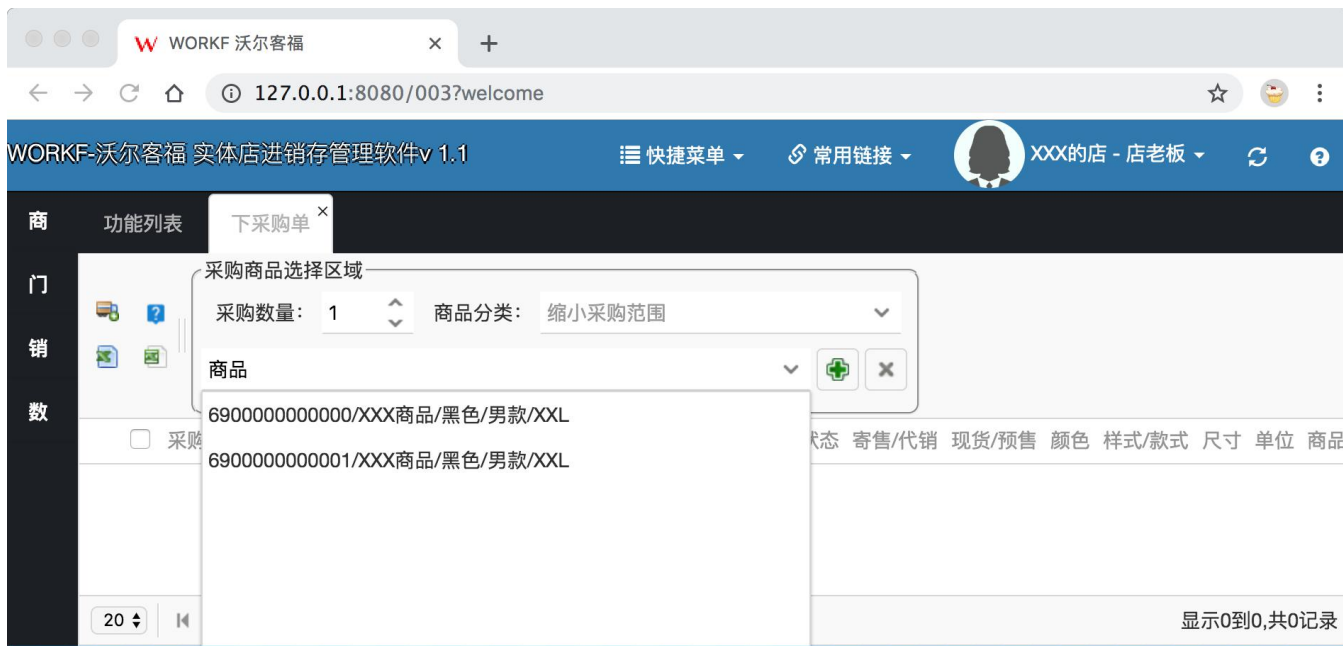 WORKF 沃尔客福
127.0.0.1:8080/003?welcome
WORKF-沃尔客福 实体店进销存管理软件v 1.1 快捷菜单 常用链接 XXX的店 - 店老板
商 功能列表 下采购单
采购商品选择区域
门
采购数量: 1 商品分类: 缩小采购范围
销
商品
数
6900000000000/XXX商品/黑色/男款/XXL
采购 状态 寄售/代销 现货/预售 颜色 样式/款式 尺寸 单位 商品
6900000000001/XXX商品/黑色/男款/XXL
20 显示0到0,共0记录